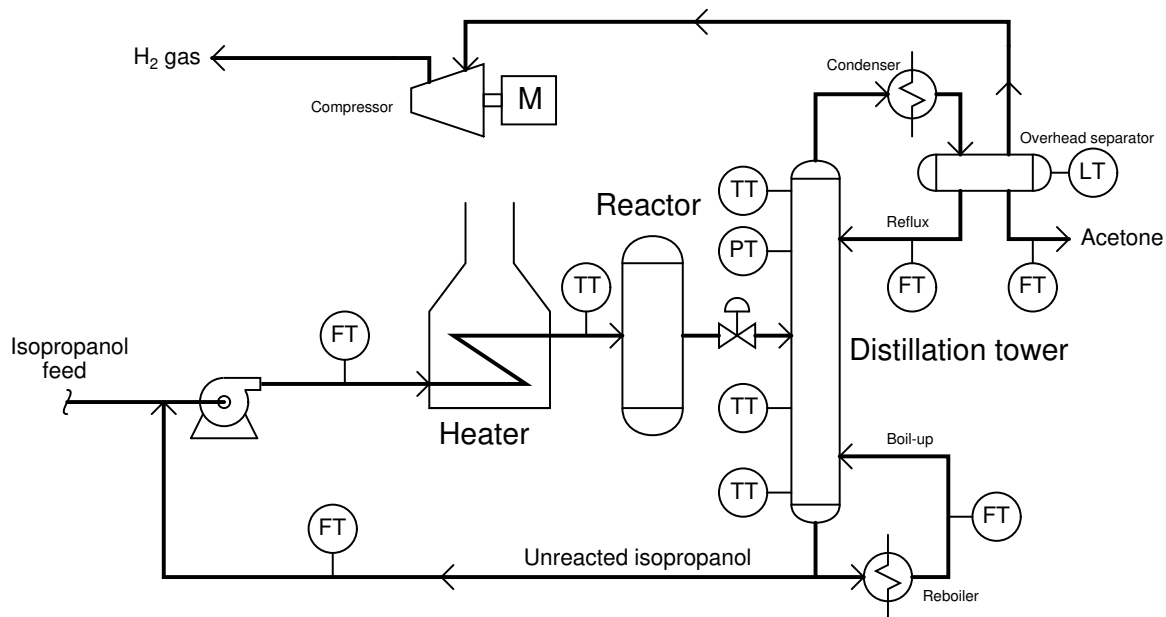 H₂ gas
Compressor
M
Condenser
Overhead separator
LT
TT
PT
Reflux
Acetone
FT
FT
Reactor
TT
FT
Isopropanol
feed
Heater
Distillation tower
TT
Boil-up
TT
FT
FT
Unreacted isopropanol
Reboiler